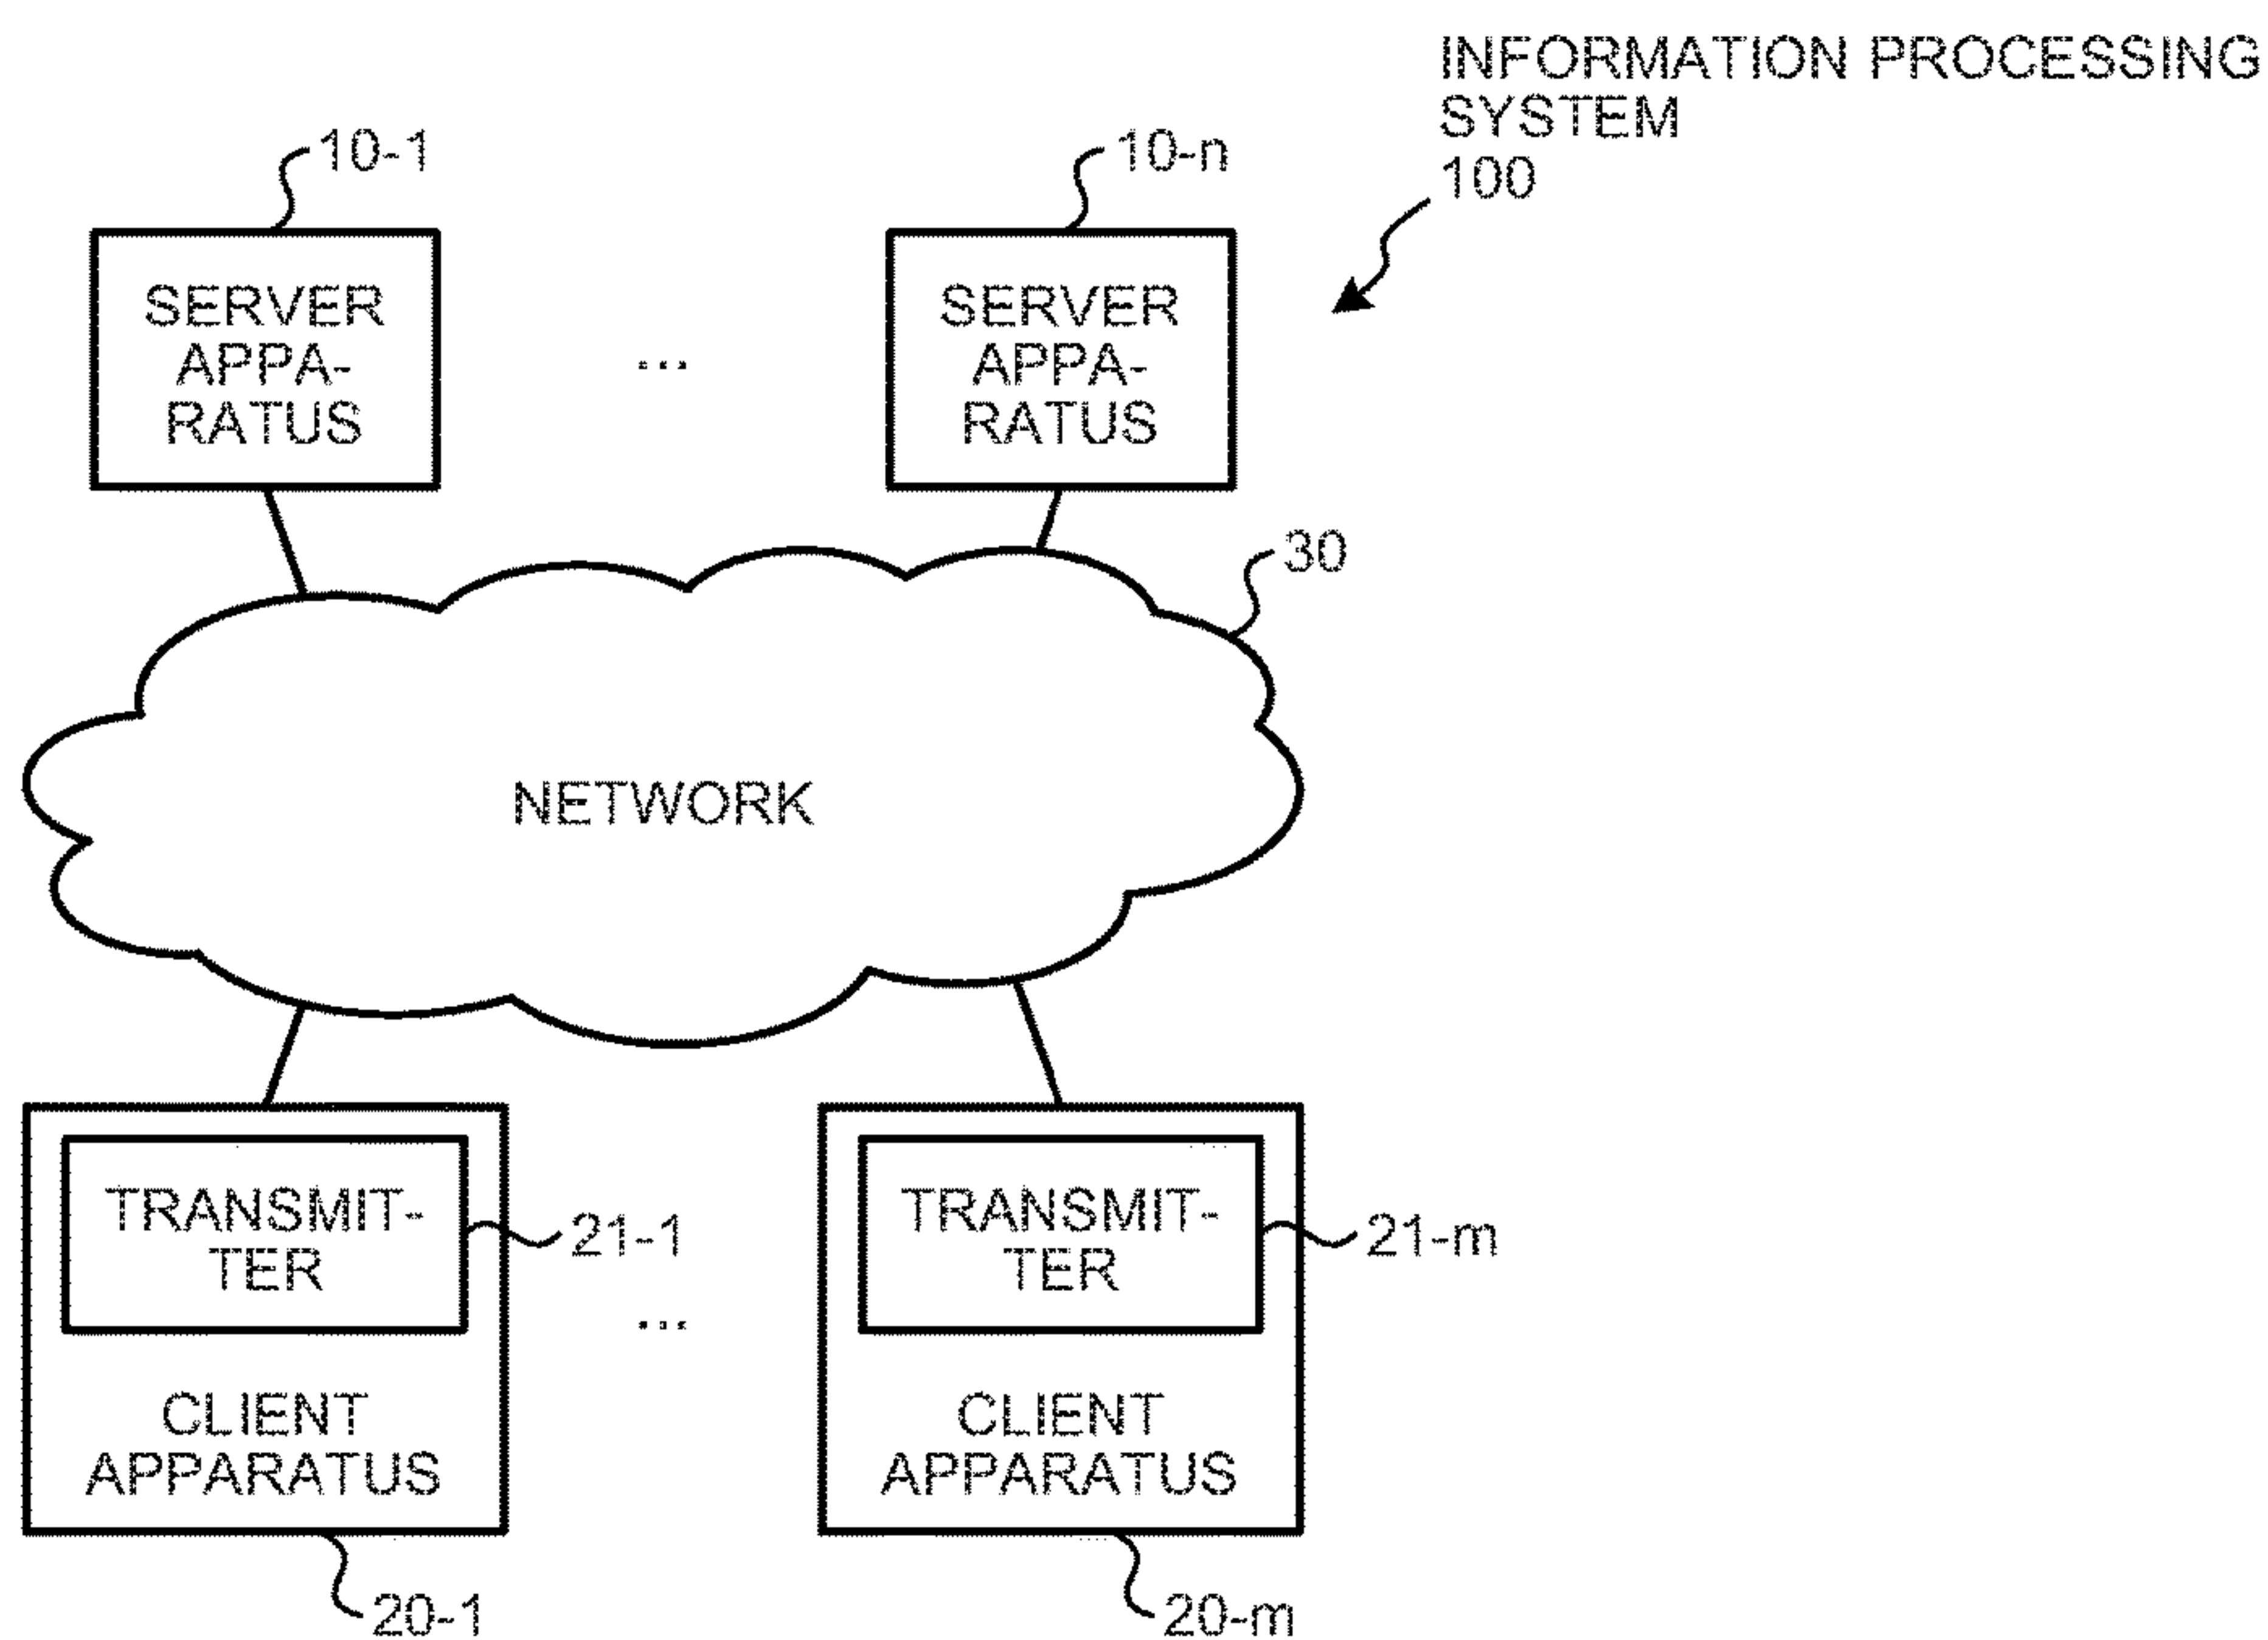 INFORMATION PROCESSING
SYSTEM
100
10-1
10-n
SERVER
APPA-
RATUS
...
SERVER
APPA-
RATUS
30
NETWORK
TRANSMIT-
TER
21-1
...
CLIENT
APPARATUS
20-1
TRANSMIT-
TER
21-m
CLIENT
APPARATUS
20-m